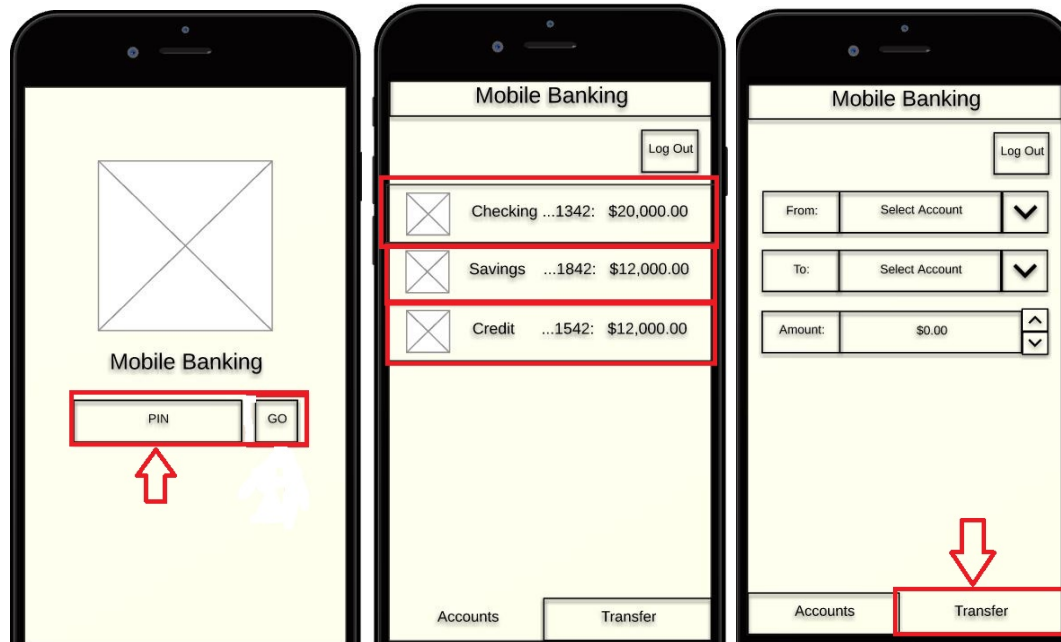 Mobile Banking
PIN GO
Mobile Banking
Log Out
Checking ...1342: $20,000.00
Savings ...1842: $12,000.00
Credit ...1542: $12,000.00
Accounts Transfer
Mobile Banking
Log Out
From: Select Account
To: Select Account
Amount: $0.00
Accounts Transfer